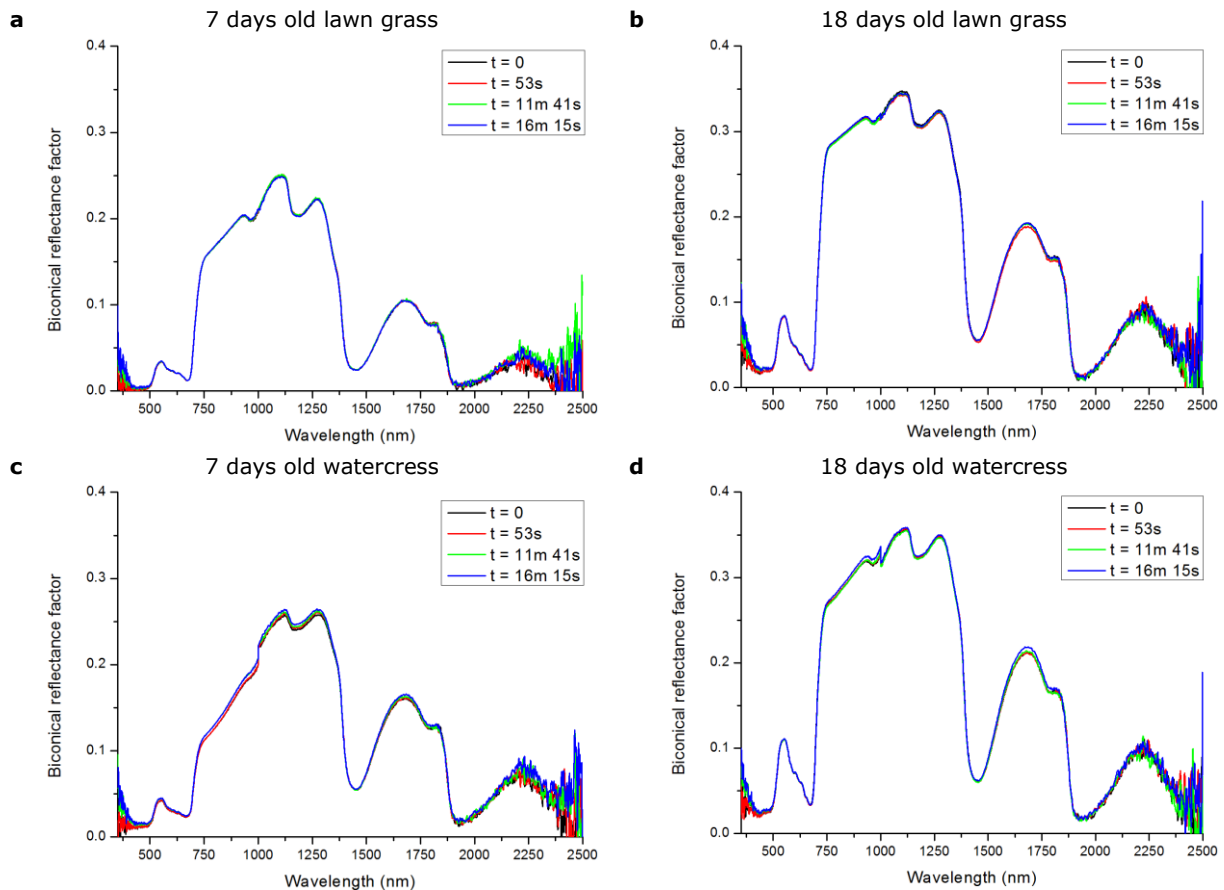 a
7 days old lawn grass
0.4
0.3
0.2
0.1
0.0
Biconical reflectance factor
t = 0
t = 53s
t = 11m 41s
t = 16m 15s
500 750 1000 1250 1500 1750 2000 2250 2500
Wavelength (nm)
b
18 days old lawn grass
0.4
0.3
0.2
0.1
0.0
Biconical reflectance factor
t = 0
t = 53s
t = 11m 41s
t = 16m 15s
500 750 1000 1250 1500 1750 2000 2250 2500
Wavelength (nm)
c
7 days old watercress
0.4
0.3
0.2
0.1
0.0
Biconical reflectance factor
t = 0
t = 53s
t = 11m 41s
t = 16m 15s
500 750 1000 1250 1500 1750 2000 2250 2500
Wavelength (nm)
d
18 days old watercress
0.4
0.3
0.2
0.1
0.0
Biconical reflectance factor
t = 0
t = 53s
t = 11m 41s
t = 16m 15s
500 750 1000 1250 1500 1750 2000 2250 2500
Wavelength (nm)